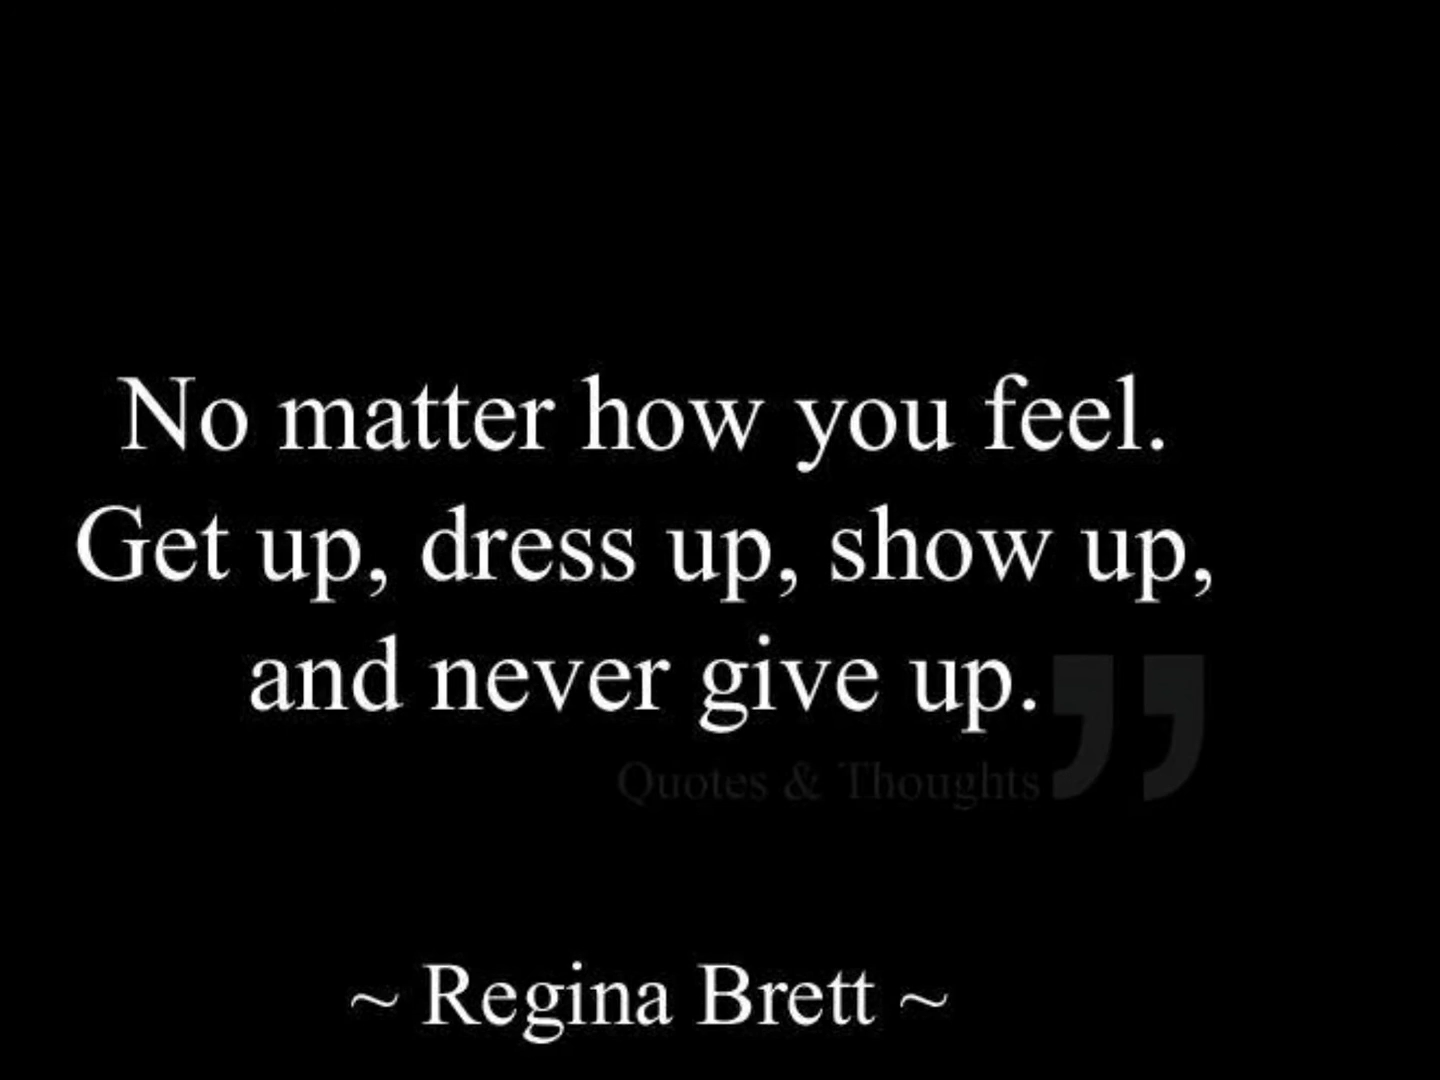 No matter how you feel.
Get up, dress up, show up,
and never give up.
Quotes & Thoughts ”
~ Regina Brett ~